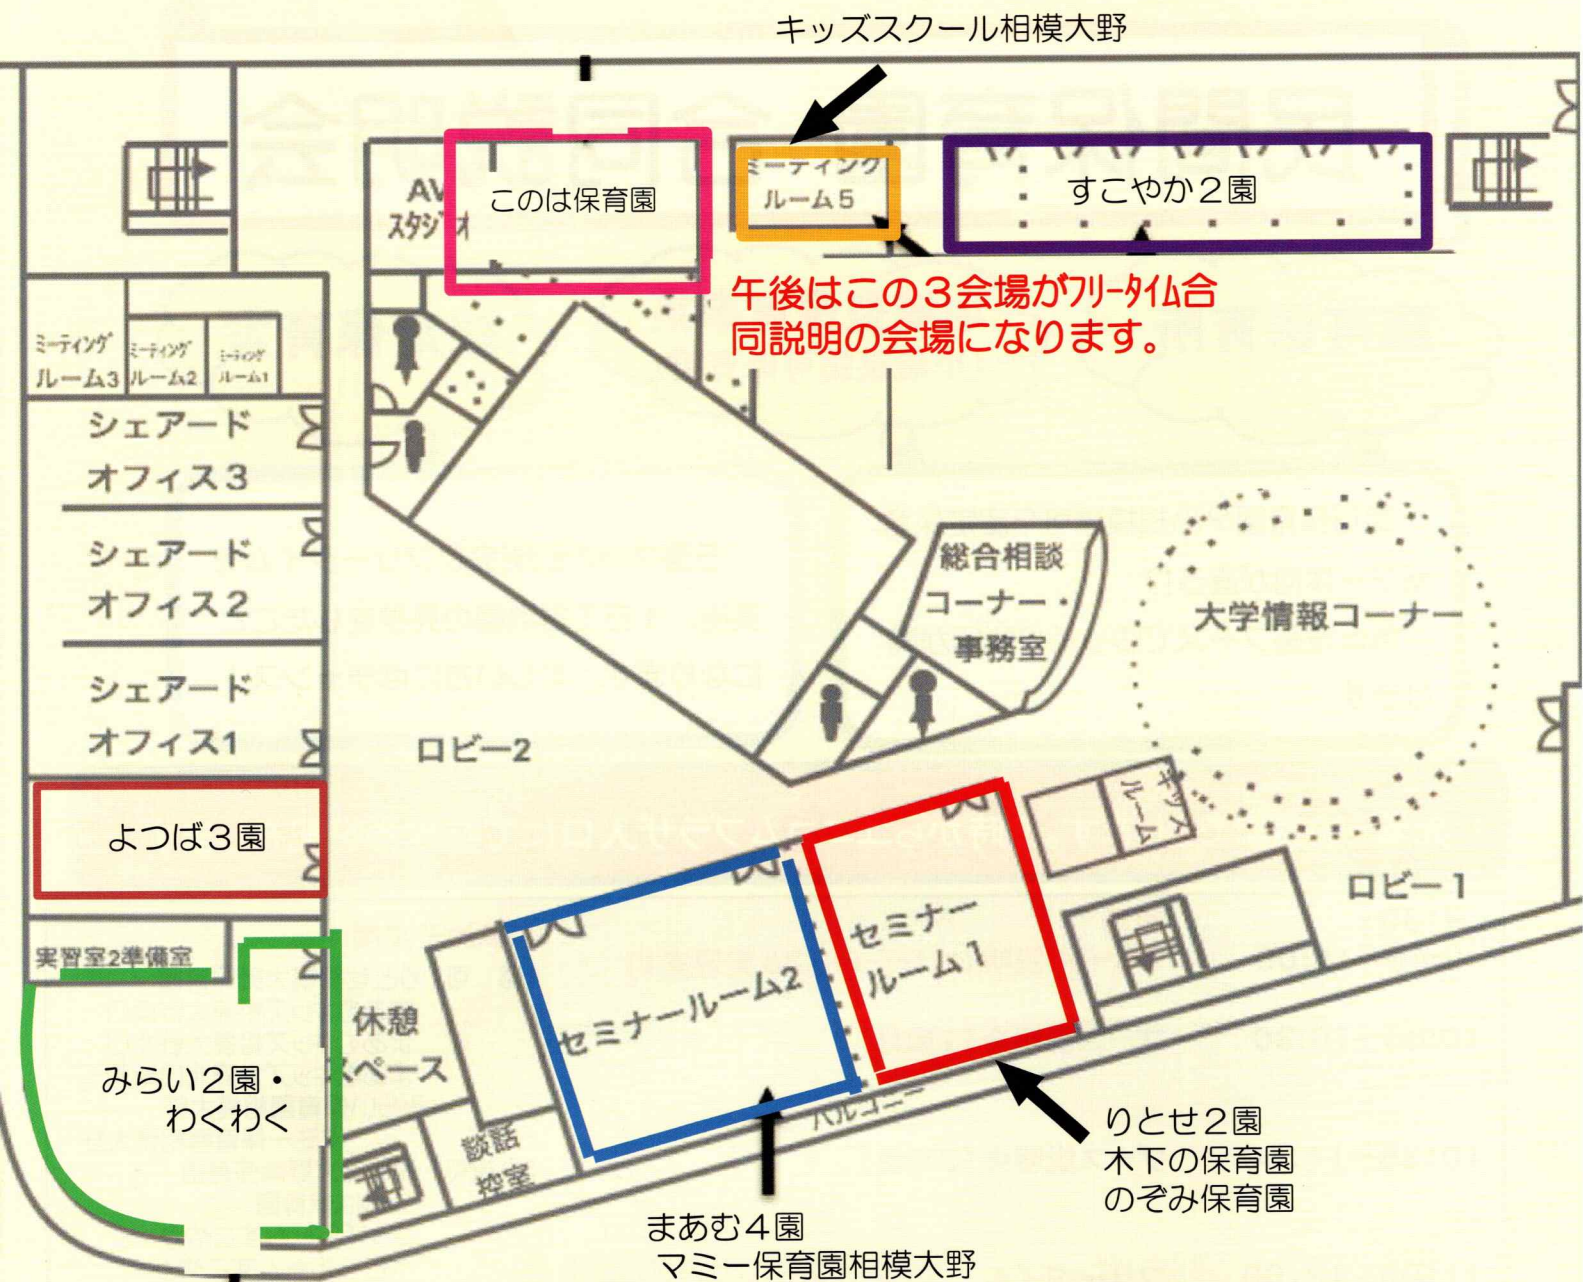 キッズスクール相模大野
AV
スタジオ
このは保育園
ミーティング
ルーム5
すこやか2園
午後はこの3会場がフリータイム合
同説明の会場になります。
ミーティング
ルーム3
ミーティング
ルーム2
ミーティング
ルーム1
シェアード
オフィス3
シェアード
オフィス2
シェアード
オフィス1
総合相談
コーナー・
事務室
大学情報コーナー
ロビー2
キッズ
ルーム
よつば3園
ロビー1
セミナー
ルーム1
セミナールーム2
実習室2準備室
休憩
スペース
みらい2園・
わくわく
談話
控室
バルコニー
りとせ2園
木下の保育園
のぞみ保育園
まあむ4園
マミー保育園相模大野